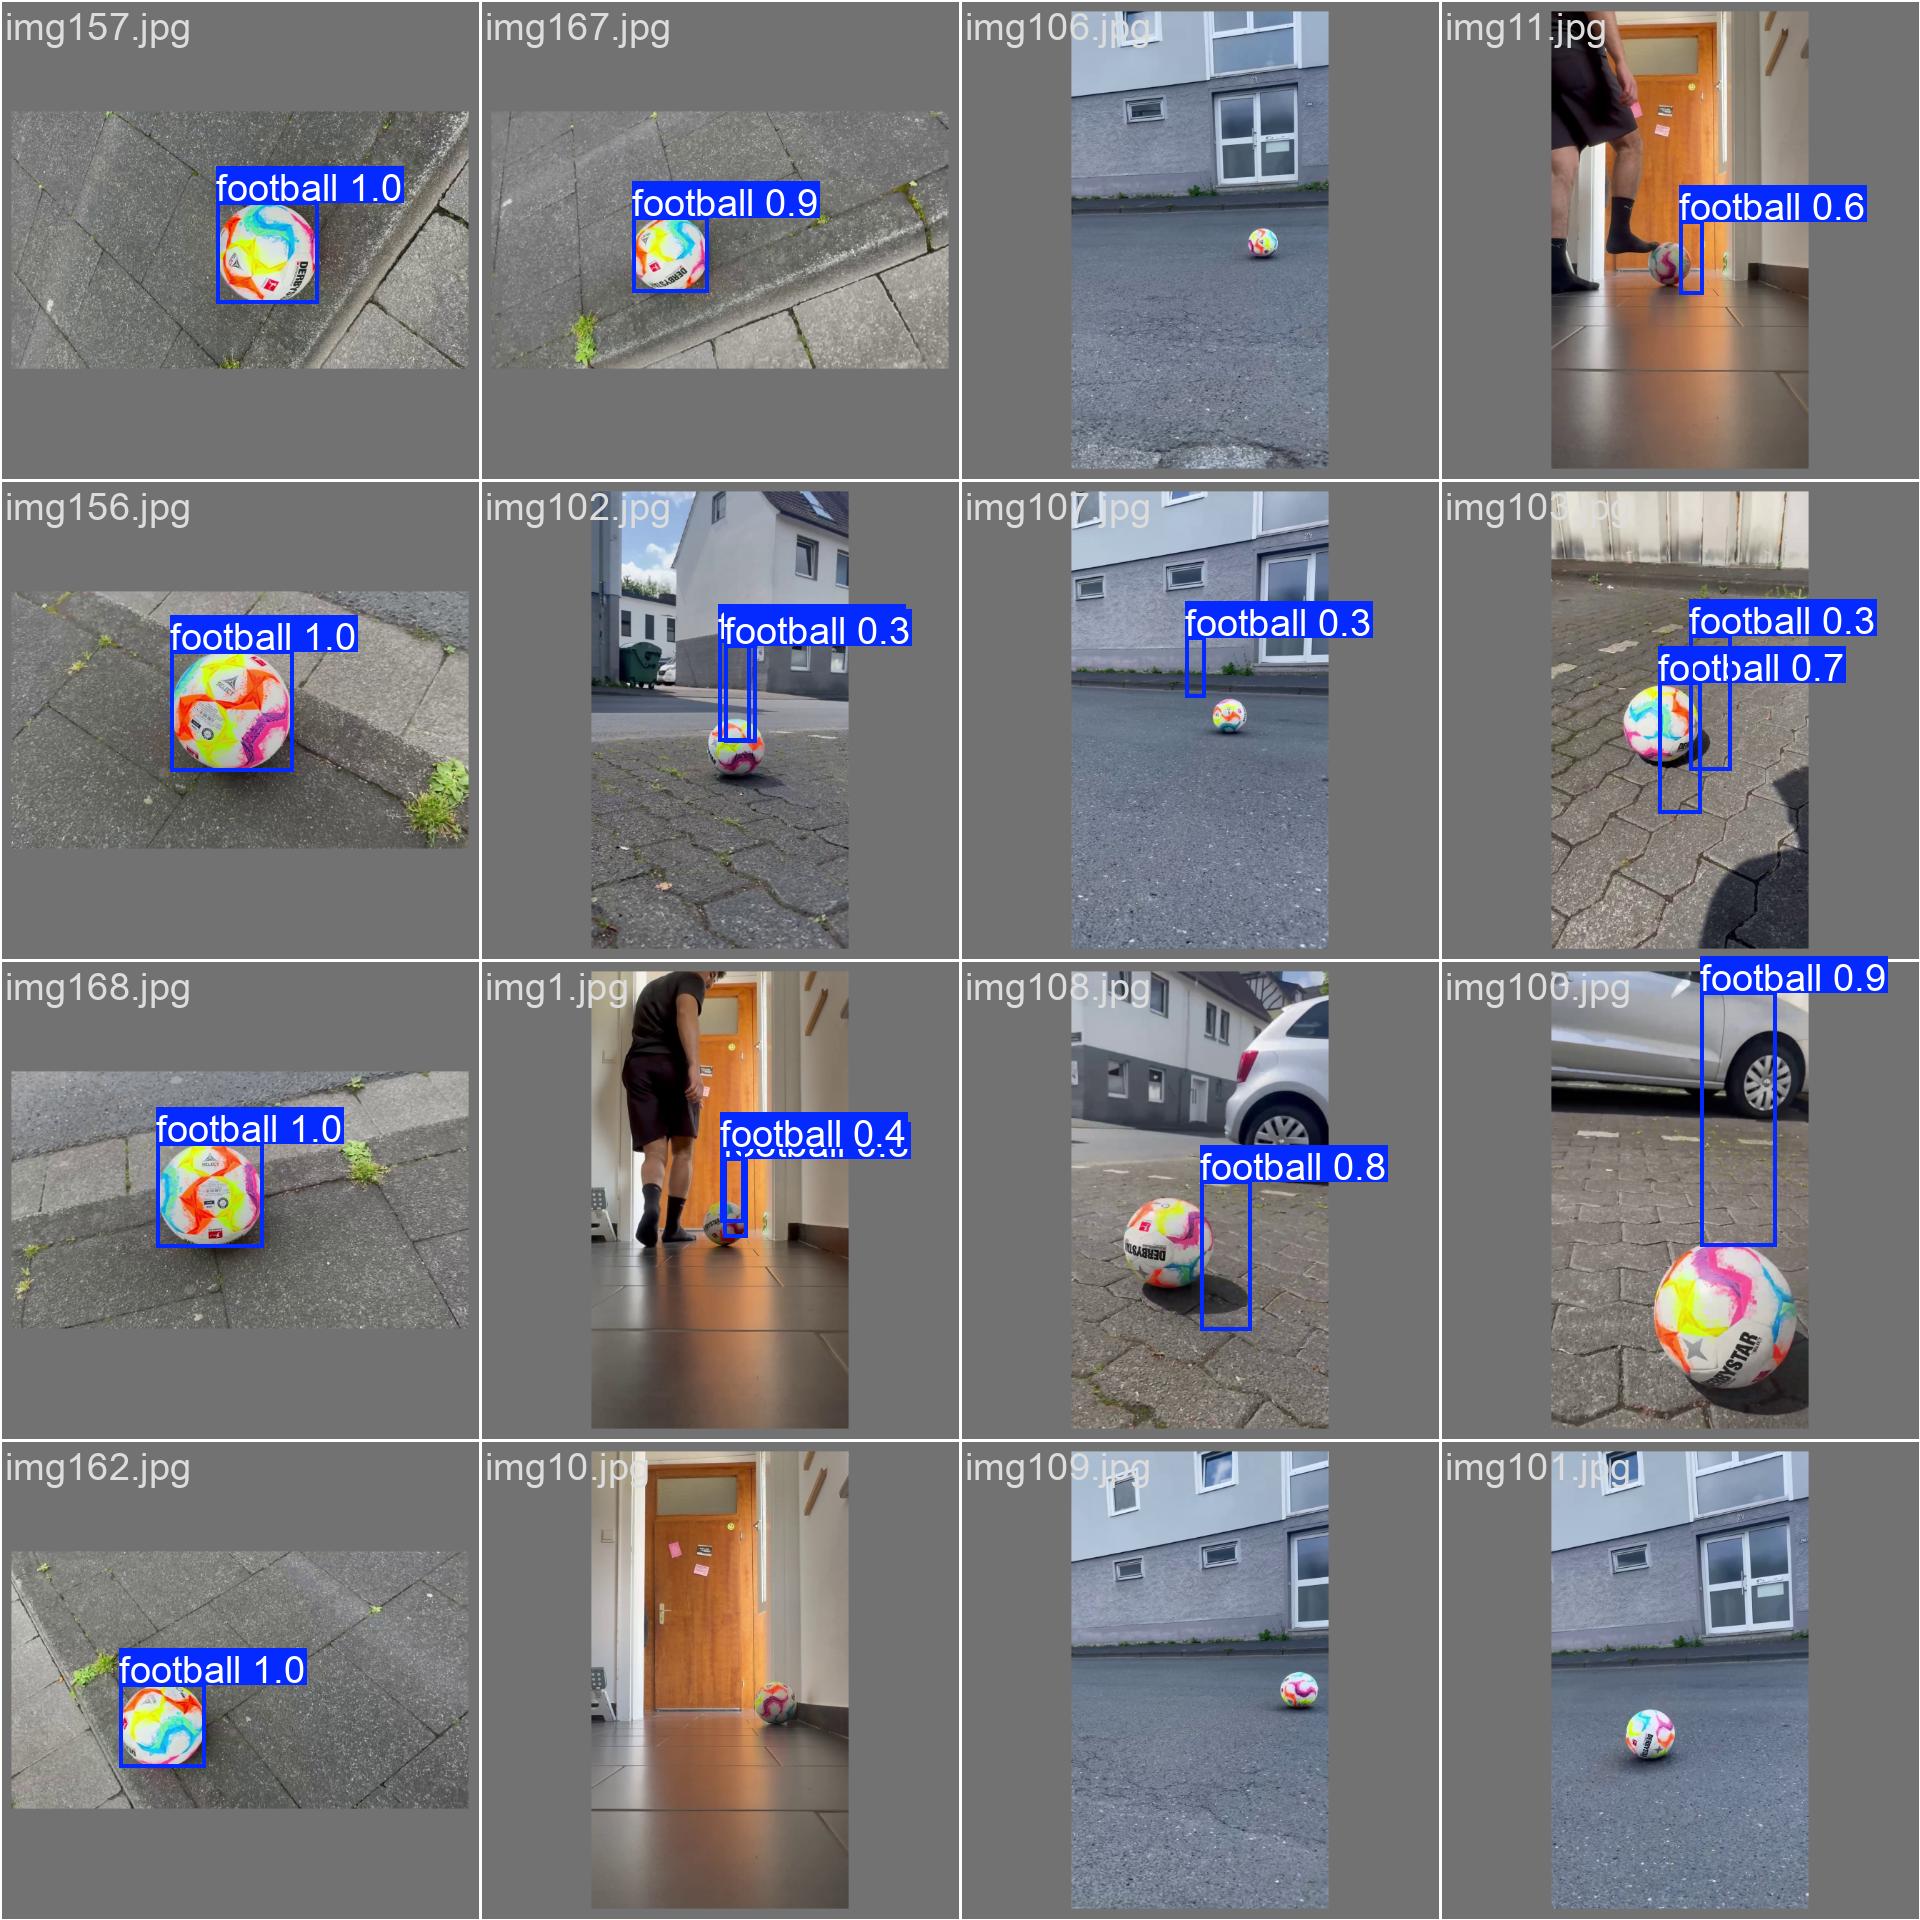 img157.jpg
football 1.0
img167.jpg
football 0.9
img106.jpg
img11.jpg
football 0.6
img156.jpg
football 1.0
img102.jpg
football 0.3
img107.jpg
football 0.3
img103.jpg
football 0.3
football 0.7
img168.jpg
football 1.0
img1.jpg
football 0.4
img108.jpg
football 0.8
DERBYSTAR
img100.jpg
football 0.9
DERBYSTAR
img162.jpg
football 1.0
img10.jpg
img109.jpg
img101.jpg